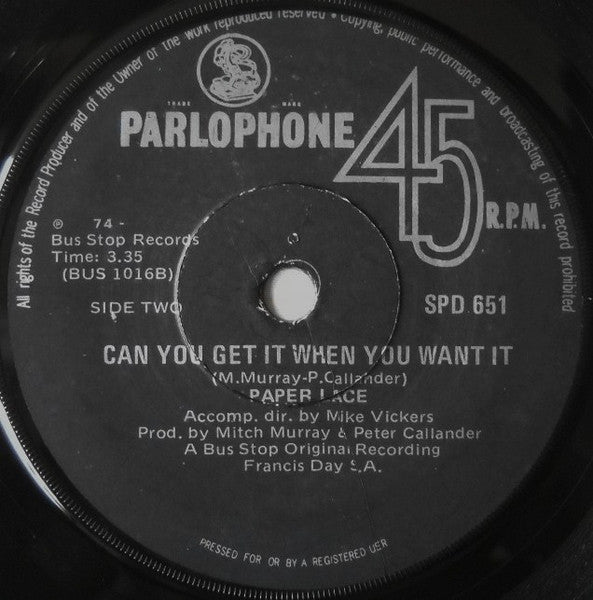 All rights of the Record Producer and of the Owner of the work reproduced reserved • Copying, public performance and broadcasting of this record prohibited
TRADE MARK
PARLOPHONE
45
R.P.M.
℗ 74 -
Bus Stop Records
Time: 3.35
(BUS 1016B)
SIDE TWO
SPD 651
CAN YOU GET IT WHEN YOU WANT IT
(M.Murray-P.Callander)
PAPER LACE
Accomp. dir. by Mike Vickers
Prod. by Mitch Murray & Peter Callander
A Bus Stop Original Recording
Francis Day S.A.
PRESSED FOR OR BY A REGISTERED USER